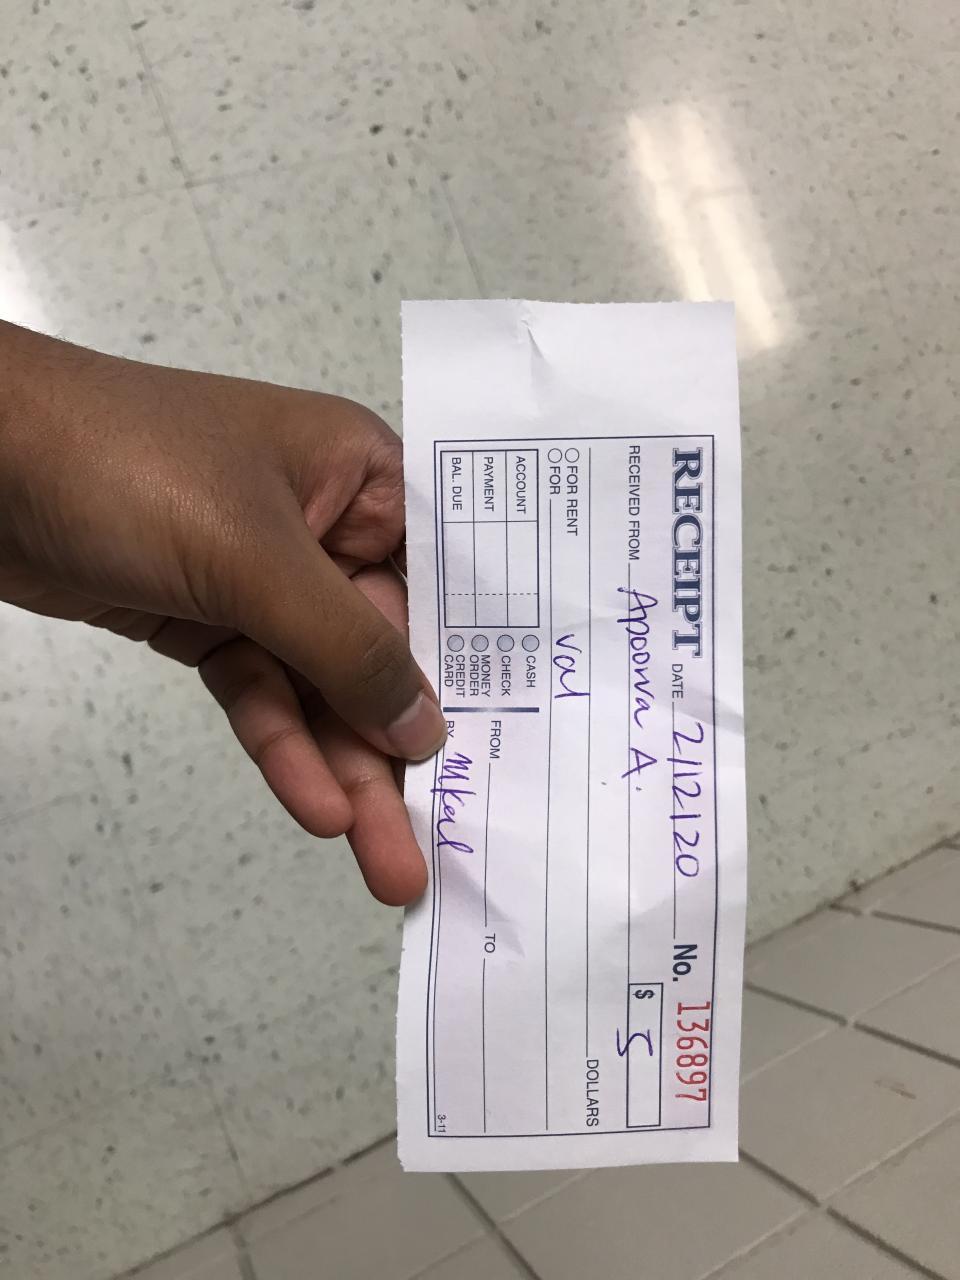 RECEIPT DATE 2/12/20 No. 136897
RECEIVED FROM Apoorva A. $ 5
DOLLARS
FOR RENT
FOR val
ACCOUNT CASH
PAYMENT CHECK FROM TO
MONEY ORDER
BAL. DUE CREDIT CARD BY
3-11